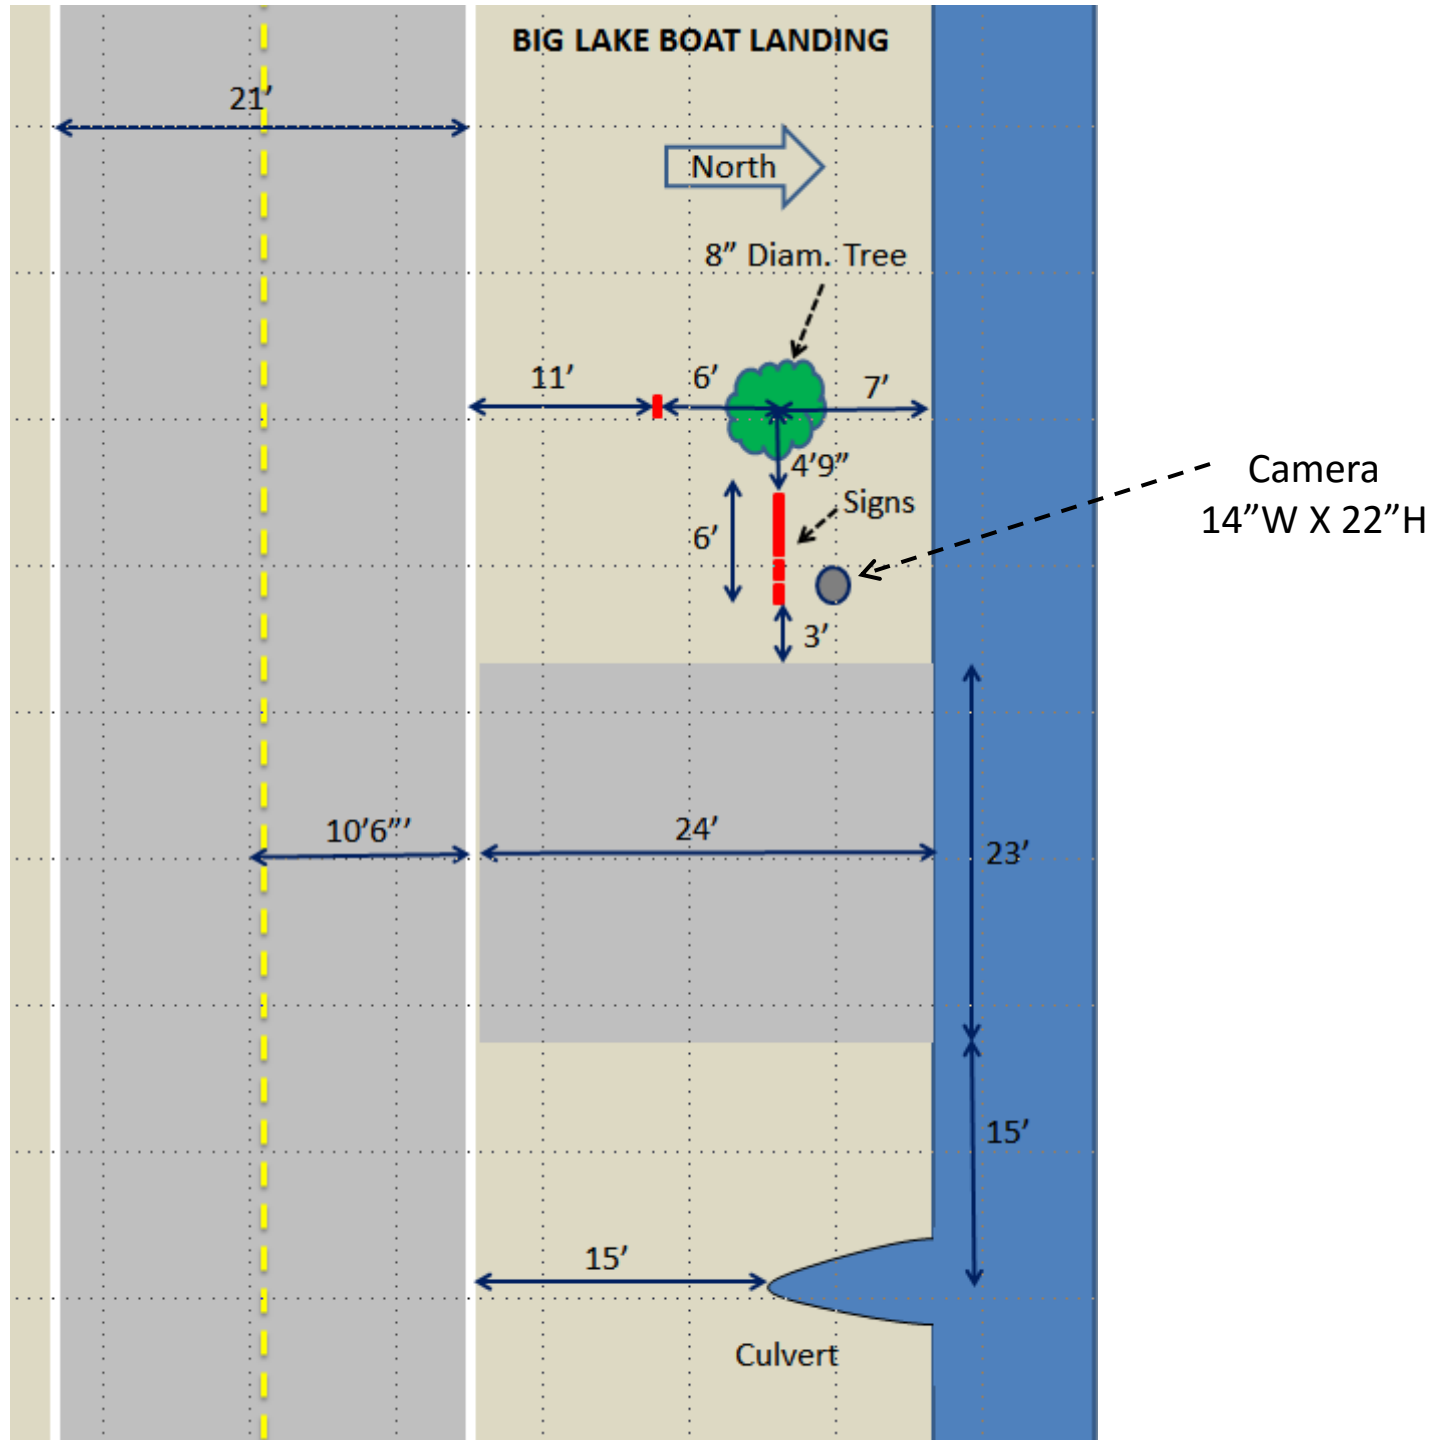 BIG LAKE BOAT LANDING
21′
North
8″ Diam. Tree
11′
6′
7′
4′9″
Signs
6′
3′
Camera
14”W X 22”H
10′6″′
24′
23′
15′
15′
Culvert